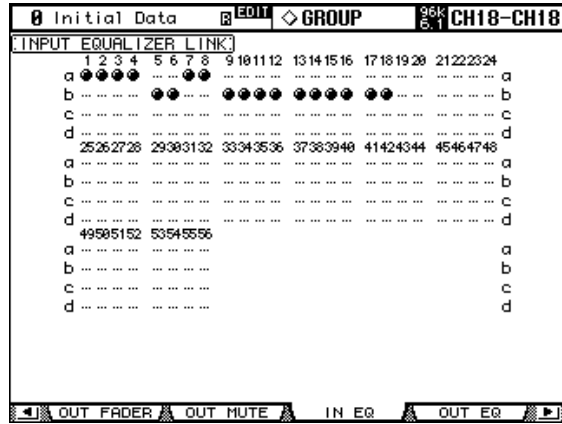 0 Initial Data R EDIT ◇ GROUP 96k 6.1 CH18-CH18
INPUT EQUALIZER LINK
1 2 3 4 5 6 7 8 9 10 11 12 13 14 15 16 17 18 19 20 21 22 23 24
a a
b b
c c
d d
25 26 27 28 29 30 31 32 33 34 35 36 37 38 39 40 41 42 43 44 45 46 47 48
a a
b b
c c
d d
49 50 51 52 53 54 55 56
a a
b b
c c
d d
OUT FADER OUT MUTE IN EQ OUT EQ